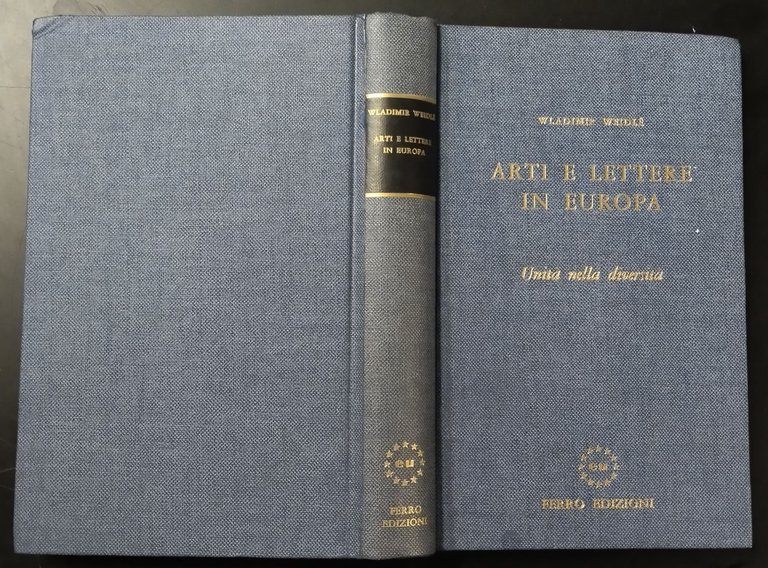 WLADIMIR WEIDLÉ
ARTI E LETTERE
IN EUROPA
eu
FERRO
EDIZIONI
WLADIMIR WEIDLÉ
ARTI E LETTERE
IN EUROPA
Unità nella diversità
eu
FERRO EDIZIONI